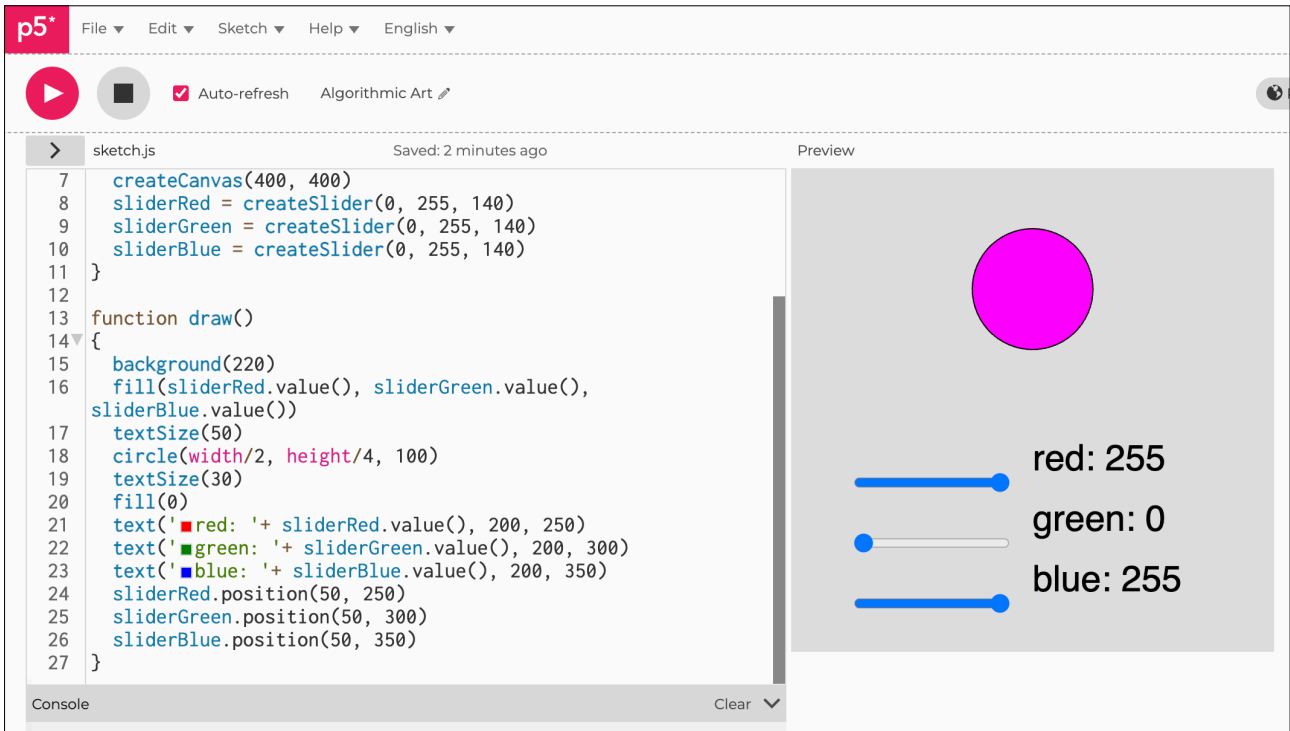 p5* File Edit Sketch Help English
Auto-refresh Algorithmic Art
sketch.js Saved: 2 minutes ago Preview
7 createCanvas(400, 400)
8 sliderRed = createSlider(0, 255, 140)
9 sliderGreen = createSlider(0, 255, 140)
10 sliderBlue = createSlider(0, 255, 140)
11 }
12
13 function draw()
14 {
15 background(220)
16 fill(sliderRed.value(), sliderGreen.value(),
sliderBlue.value())
17 textSize(50)
18 circle(width/2, height/4, 100)
19 textSize(30)
20 fill(0)
21 text('red: '+ sliderRed.value(), 200, 250)
22 text('green: '+ sliderGreen.value(), 200, 300)
23 text('blue: '+ sliderBlue.value(), 200, 350)
24 sliderRed.position(50, 250)
25 sliderGreen.position(50, 300)
26 sliderBlue.position(50, 350)
27 }
red: 255
green: 0
blue: 255
Console Clear